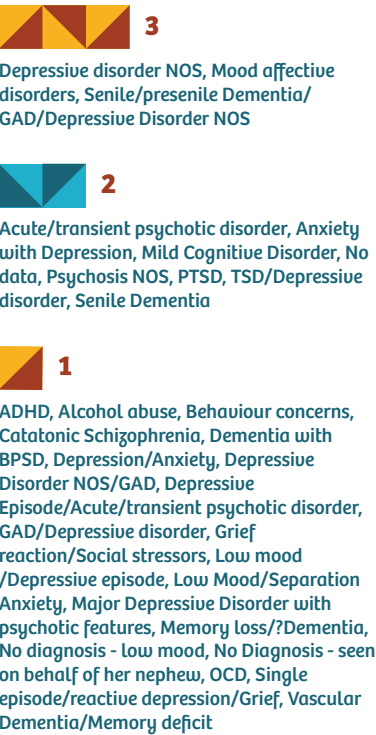 3
Depressive disorder NOS, Mood affective
disorders, Senile/presenile Dementia/
GAD/Depressive Disorder NOS
2
Acute/transient psychotic disorder, Anxiety
with Depression, Mild Cognitive Disorder, No
data, Psychosis NOS, PTSD, TSD/Depressive
disorder, Senile Dementia
1
ADHD, Alcohol abuse, Behaviour concerns,
Catatonic Schizophrenia, Dementia with
BPSD, Depression/Anxiety, Depressive
Disorder NOS/GAD, Depressive
Episode/Acute/transient psychotic disorder,
GAD/Depressive disorder, Grief
reaction/Social stressors, Low mood
/Depressive episode, Low Mood/Separation
Anxiety, Major Depressive Disorder with
psychotic features, Memory loss/?Dementia,
No diagnosis - low mood, No Diagnosis - seen
on behalf of her nephew, OCD, Single
episode/reactive depression/Grief, Vascular
Dementia/Memory deficit